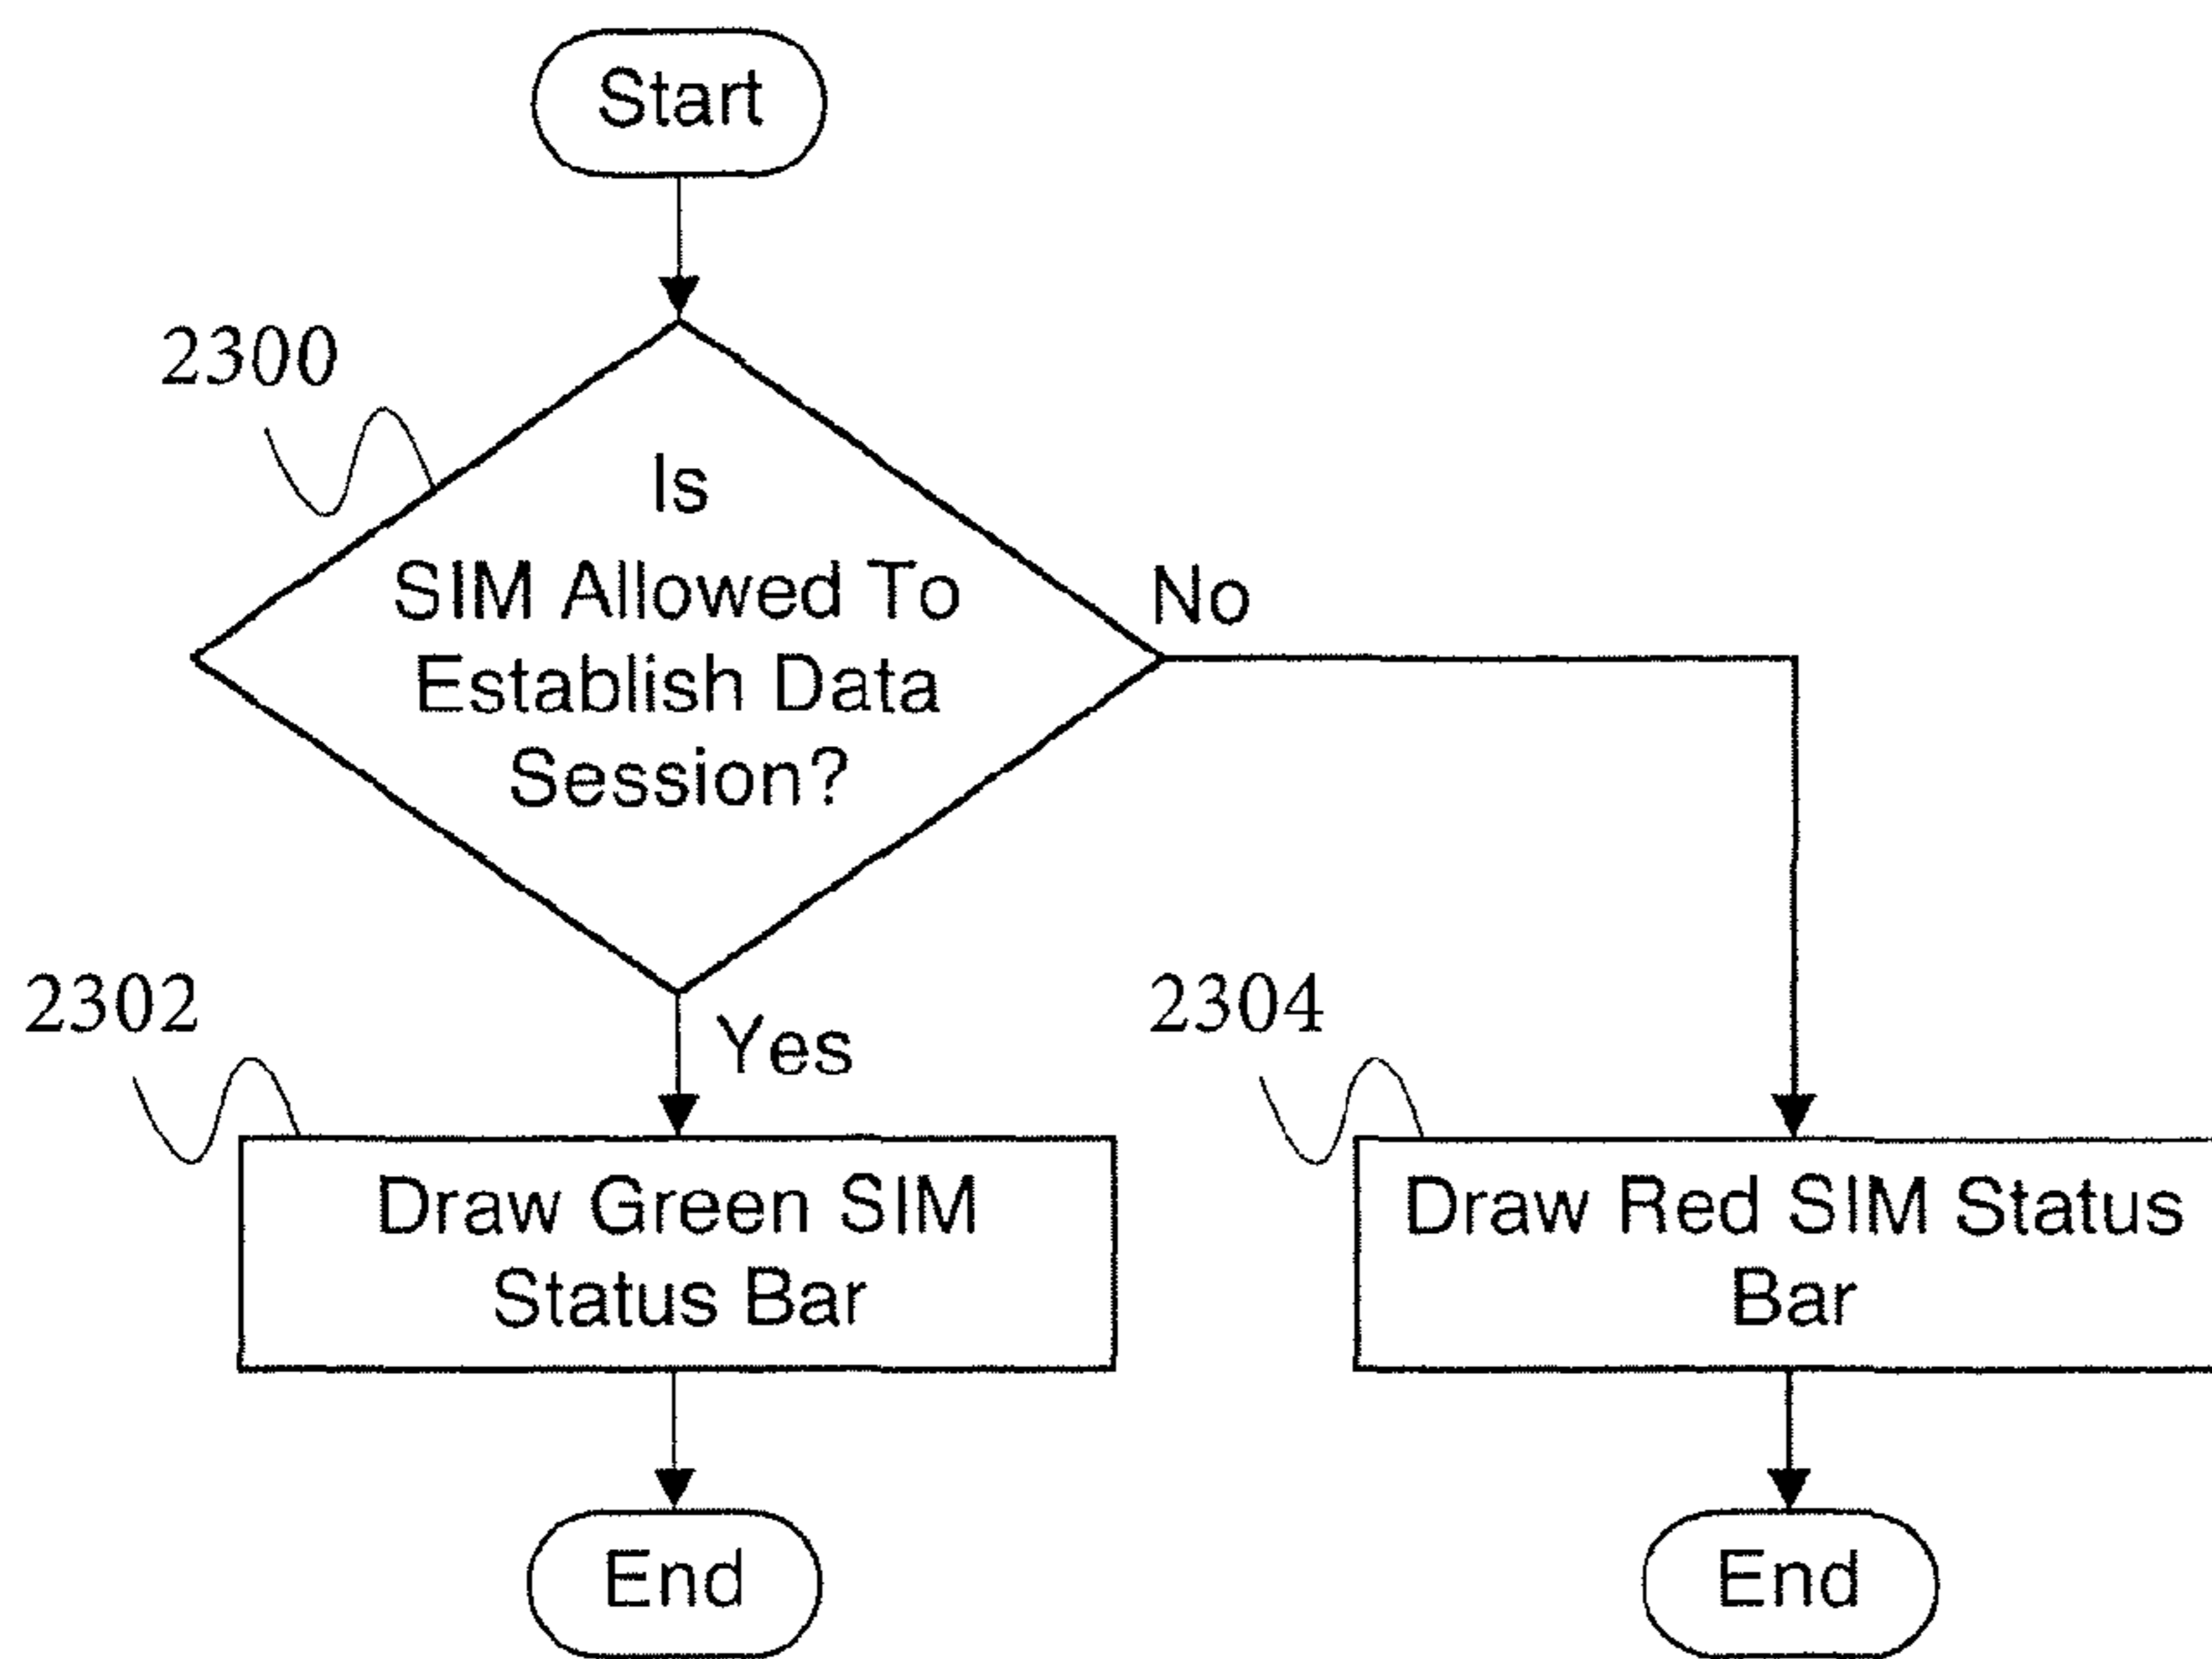 Start
2300
Is
SIM Allowed To
Establish Data
Session?
No
Yes
2302
Draw Green SIM
Status Bar
2304
Draw Red SIM Status
Bar
End
End